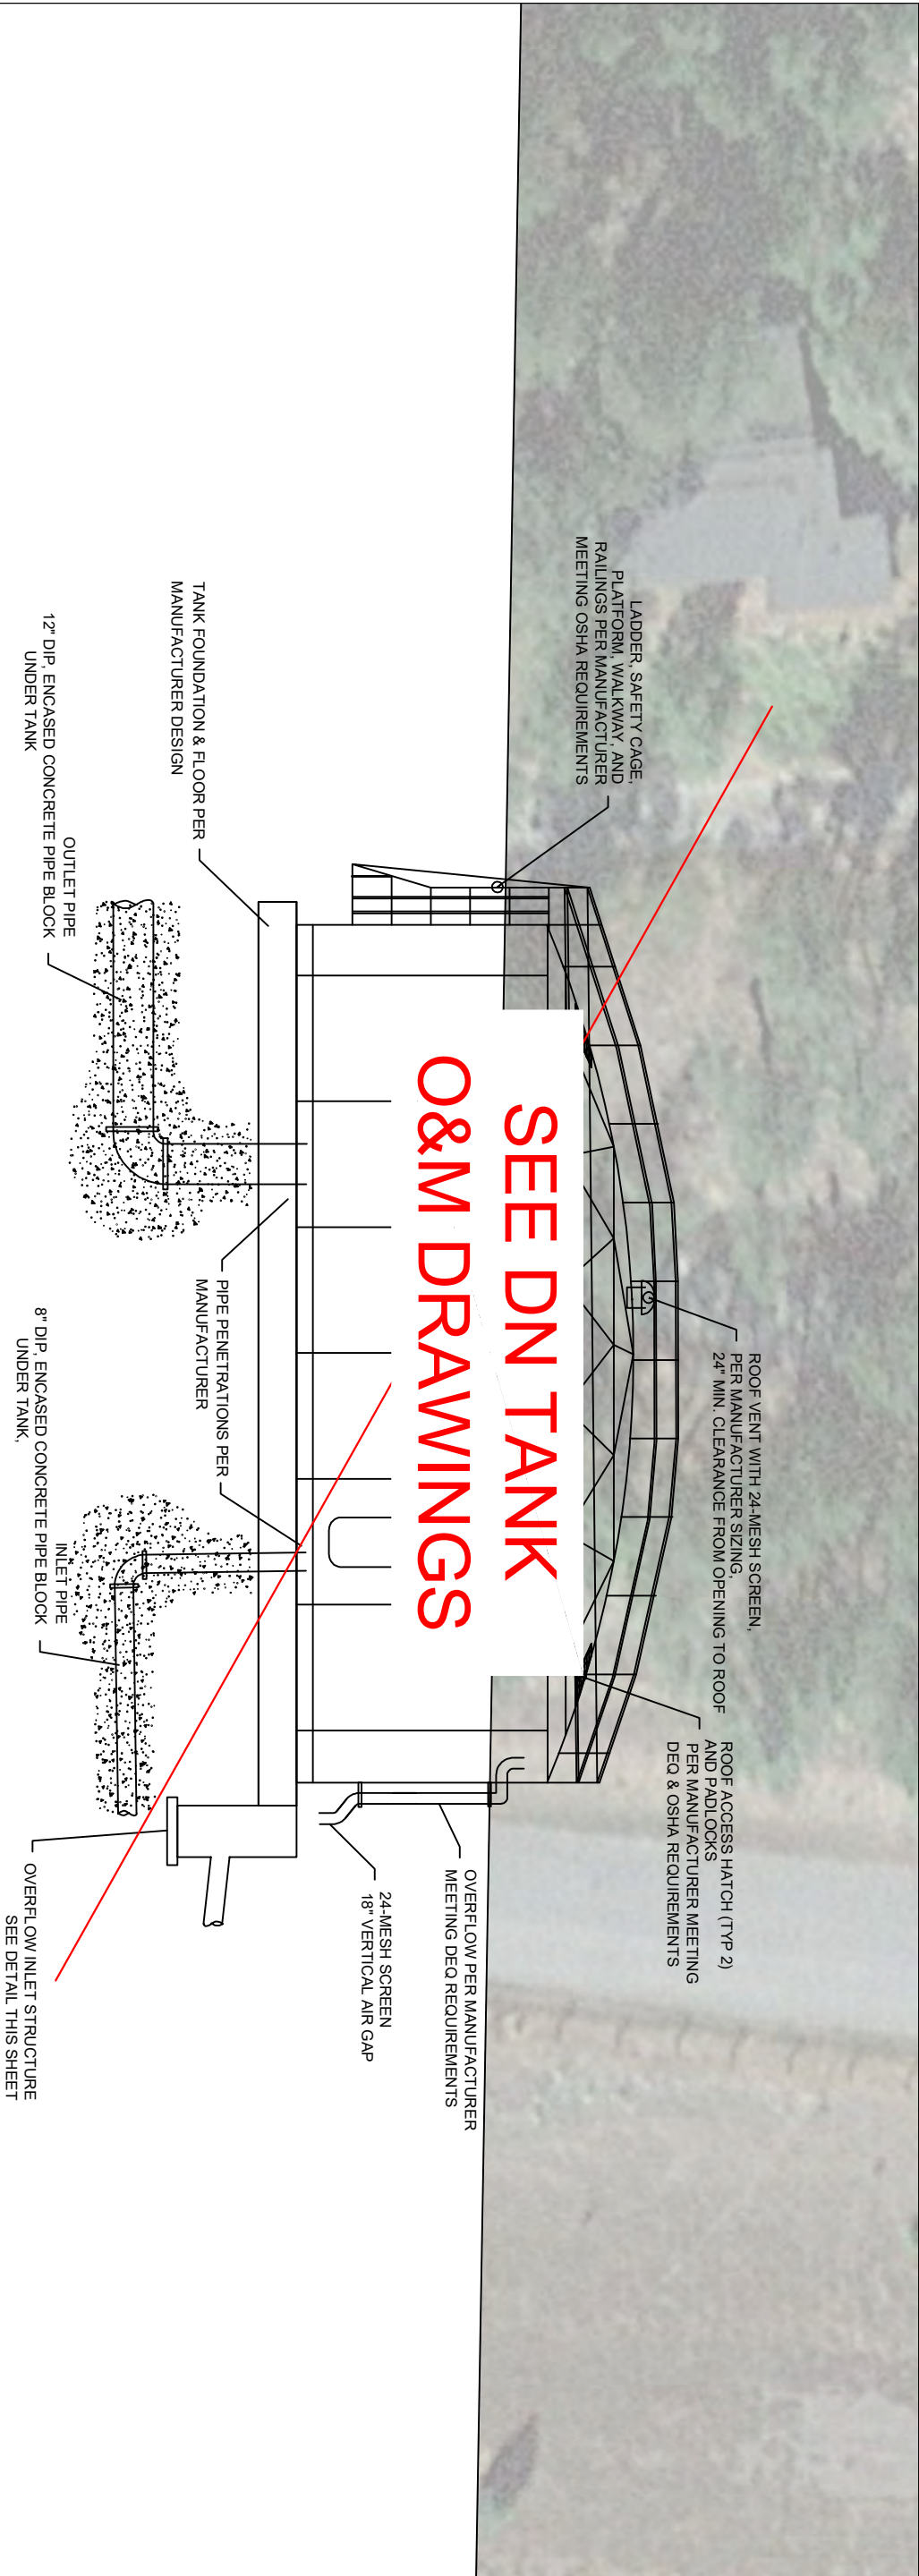 ROOF VENT WITH 24-MESH SCREEN,
PER MANUFACTURER SIZING,
24" MIN. CLEARANCE FROM OPENING TO ROOF
ROOF ACCESS HATCH (TYP 2)
AND PADLOCKS
PER MANUFACTURER MEETING
DEQ & OSHA REQUIREMENTS
LADDER, SAFETY CAGE,
PLATFORM, WALKWAY, AND
RAILINGS PER MANUFACTURER
MEETING OSHA REQUIREMENTS
SEE DN TANK
O&M DRAWINGS
OVERFLOW PER MANUFACTURER
MEETING DEQ REQUIREMENTS
24-MESH SCREEN
18" VERTICAL AIR GAP
TANK FOUNDATION & FLOOR PER
MANUFACTURER DESIGN
PIPE PENETRATIONS PER
MANUFACTURER
OUTLET PIPE
12" DIP, ENCASED CONCRETE PIPE BLOCK
UNDER TANK
INLET PIPE
8" DIP, ENCASED CONCRETE PIPE BLOCK
UNDER TANK,
OVERFLOW INLET STRUCTURE
SEE DETAIL THIS SHEET